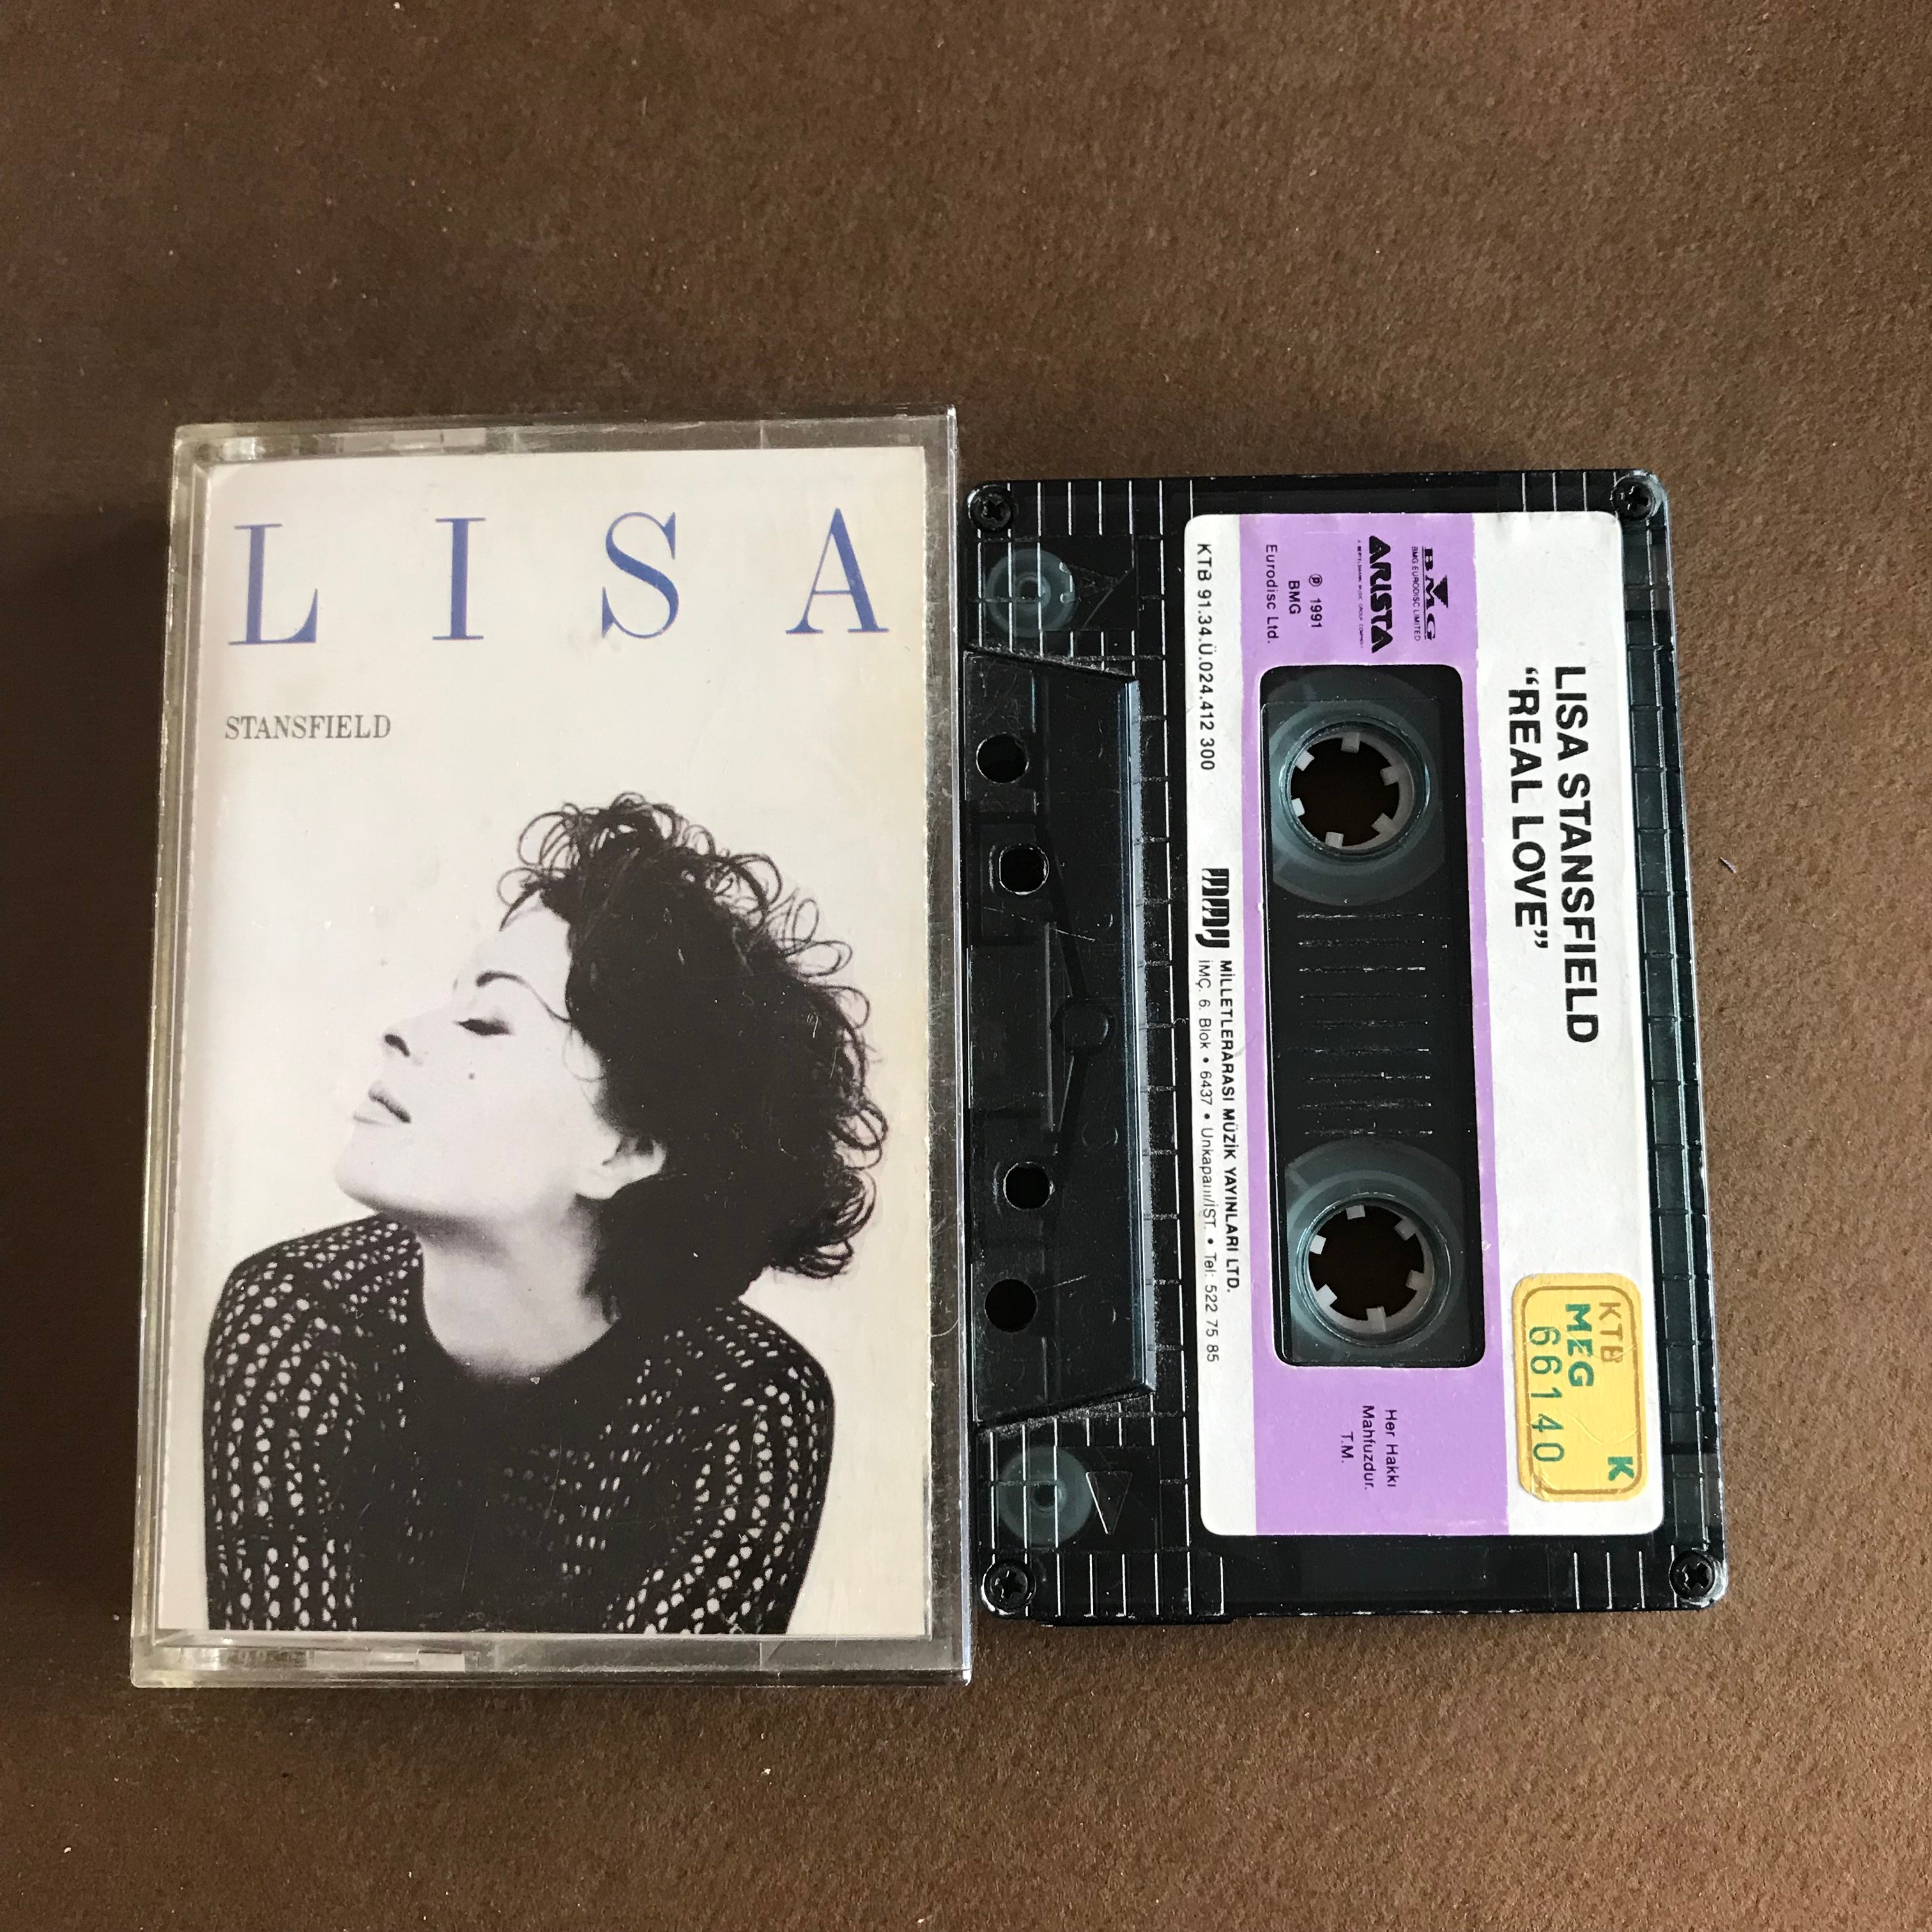 LISA
STANSFIELD
LISA STANSFIELD
“REAL LOVE”
BMG
BMG EURODISC LIMITED
ARISTA
℗ 1991
BMG
Eurodisc Ltd.
Her Hakkı
Mahfuzdur.
T.M.
KTB
K
MEG
66140
KTB 91.34.Ü.024.412 300
MİLLETLERARASI MÜZİK YAYINLARI LTD.
İMÇ. 6. Blok • 6437 • Unkapanı/İST. • Tel: 522 75 85